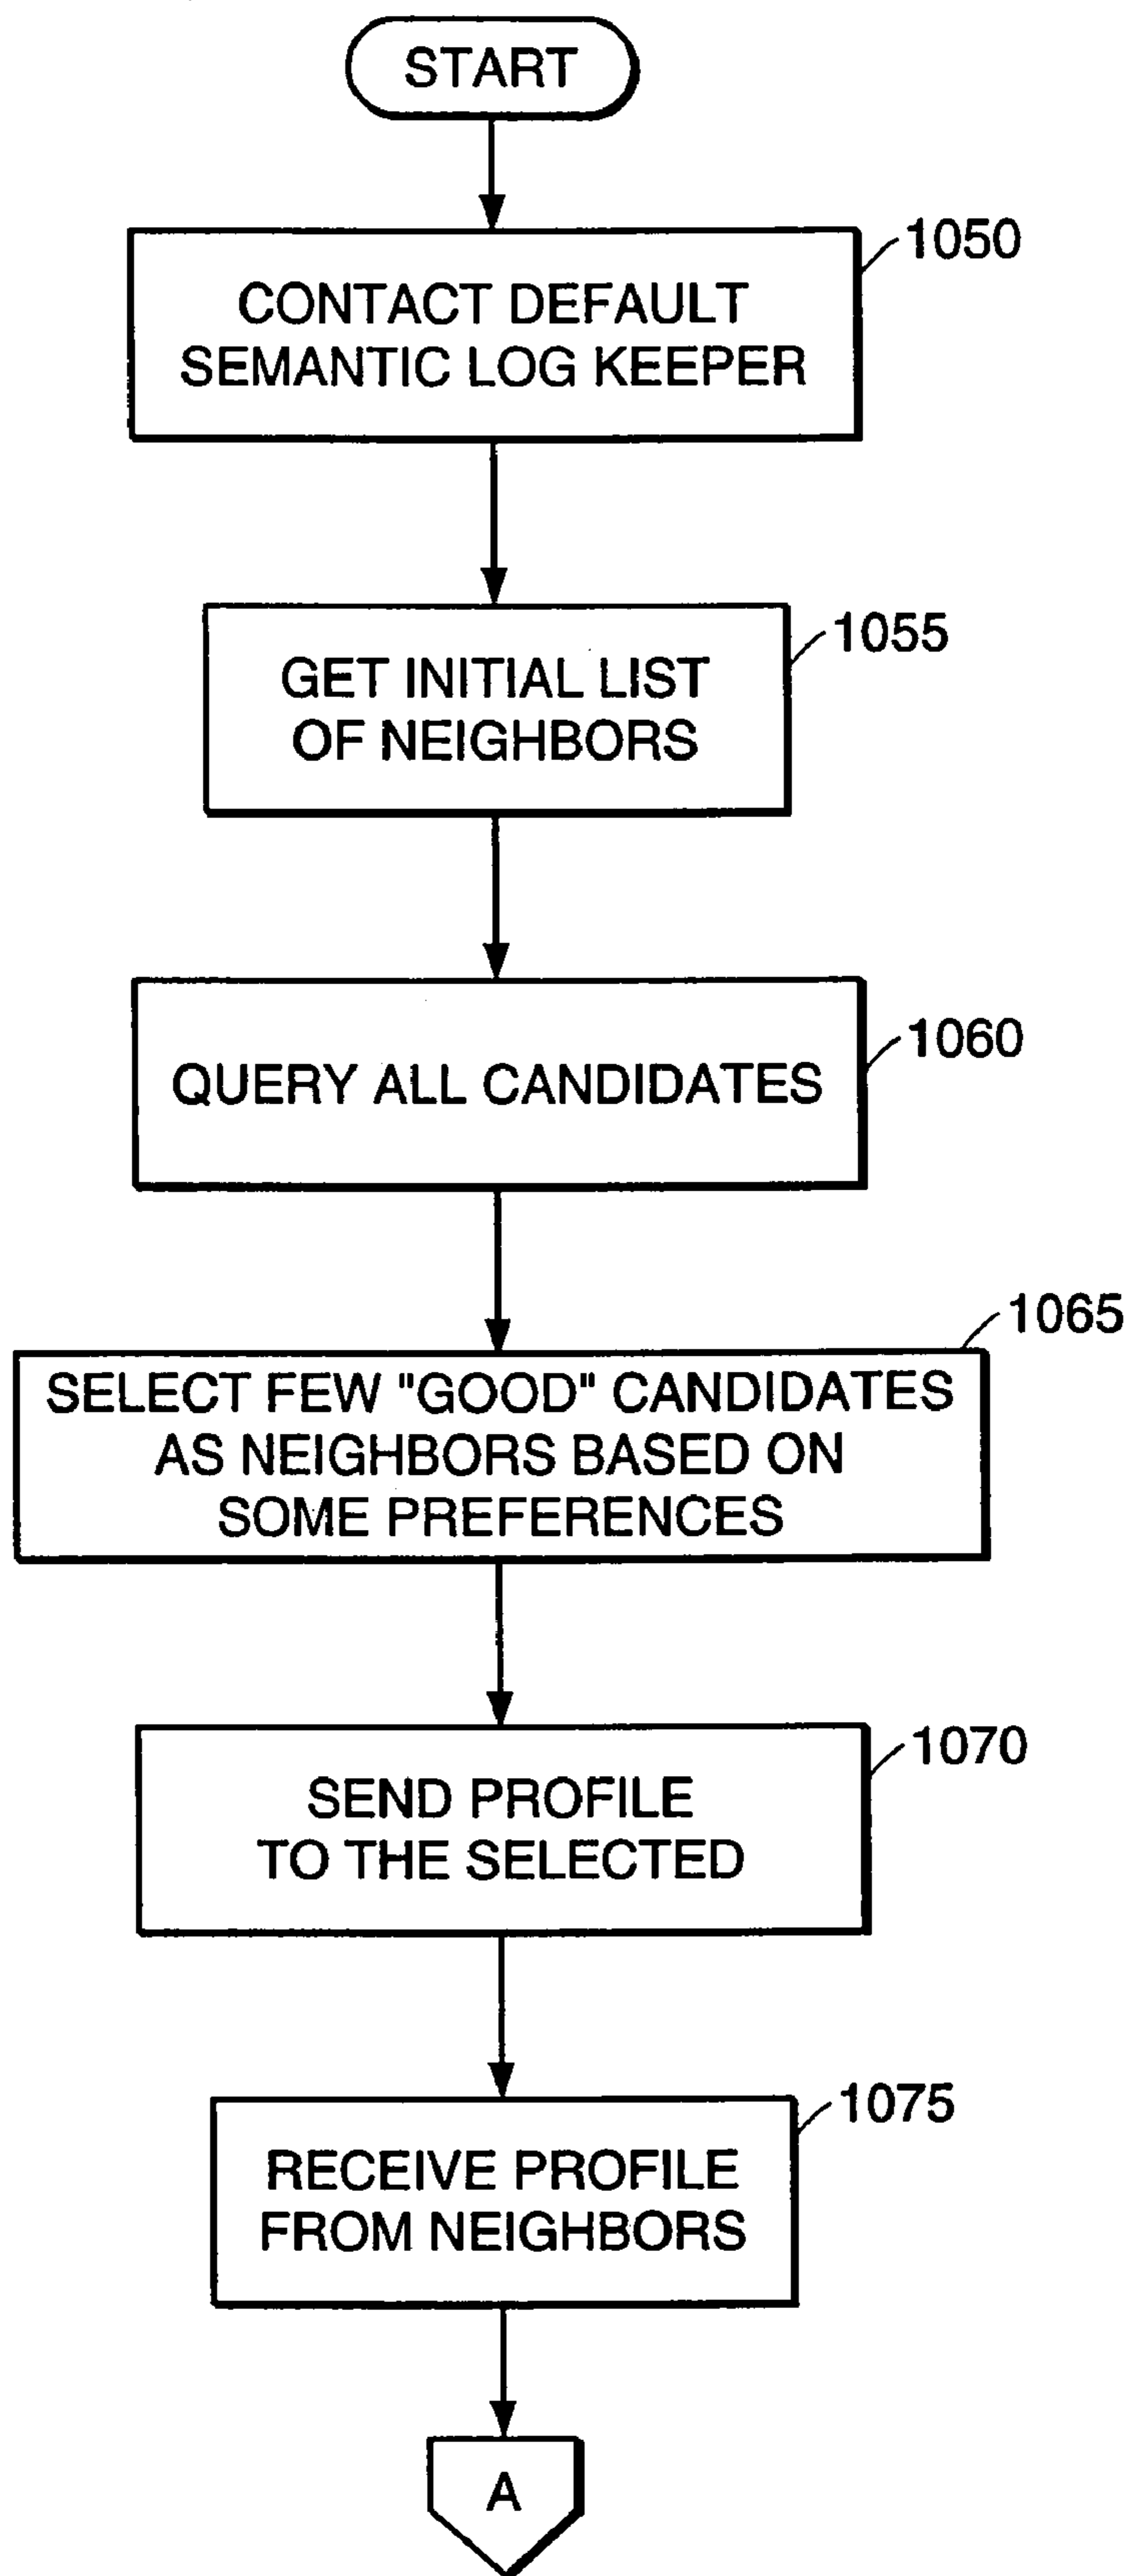 START
1050
CONTACT DEFAULT
SEMANTIC LOG KEEPER
1055
GET INITIAL LIST
OF NEIGHBORS
1060
QUERY ALL CANDIDATES
1065
SELECT FEW "GOOD" CANDIDATES
AS NEIGHBORS BASED ON
SOME PREFERENCES
1070
SEND PROFILE
TO THE SELECTED
1075
RECEIVE PROFILE
FROM NEIGHBORS
A